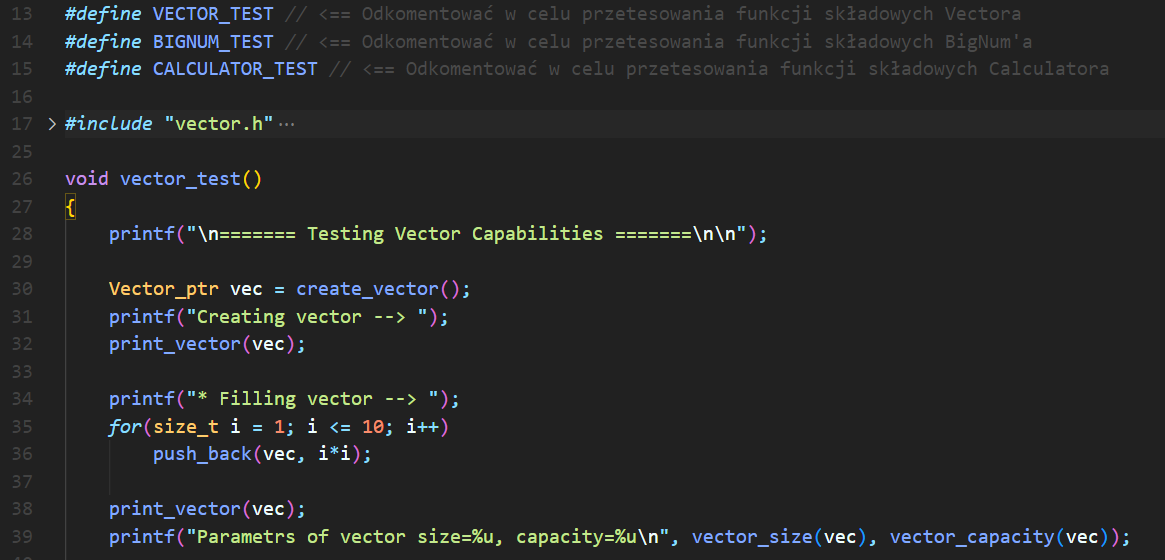 13 #define VECTOR_TEST // <== Odkomentować w celu przetesowania funkcji składowych Vectora
14 #define BIGNUM_TEST // <== Odkomentować w celu przetesowania funkcji składowych BigNum'a
15 #define CALCULATOR_TEST // <== Odkomentować w celu przetesowania funkcji składowych Calculatora
16
17 > #include "vector.h" ...
25
26 void vector_test()
27 {
28 printf("\n======= Testing Vector Capabilities =======\n\n");
29
30 Vector_ptr vec = create_vector();
31 printf("Creating vector --> ");
32 print_vector(vec);
33
34 printf("* Filling vector --> ");
35 for(size_t i = 1; i <= 10; i++)
36 push_back(vec, i*i);
37
38 print_vector(vec);
39 printf("Parametrs of vector size=%u, capacity=%u\n", vector_size(vec), vector_capacity(vec));